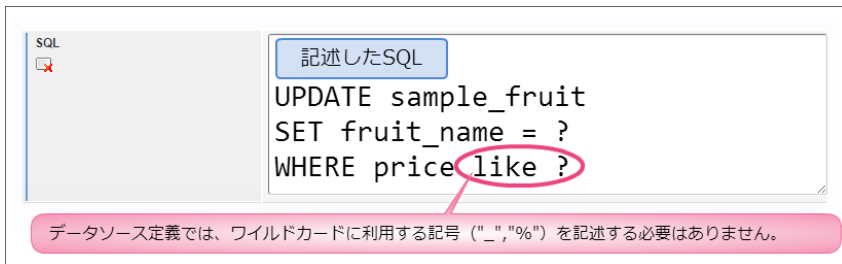 SQL
記述したSQL
UPDATE sample_fruit
SET fruit_name = ?
WHERE price like ?
データソース定義では、ワイルドカードに利用する記号（"_","%"）を記述する必要はありません。